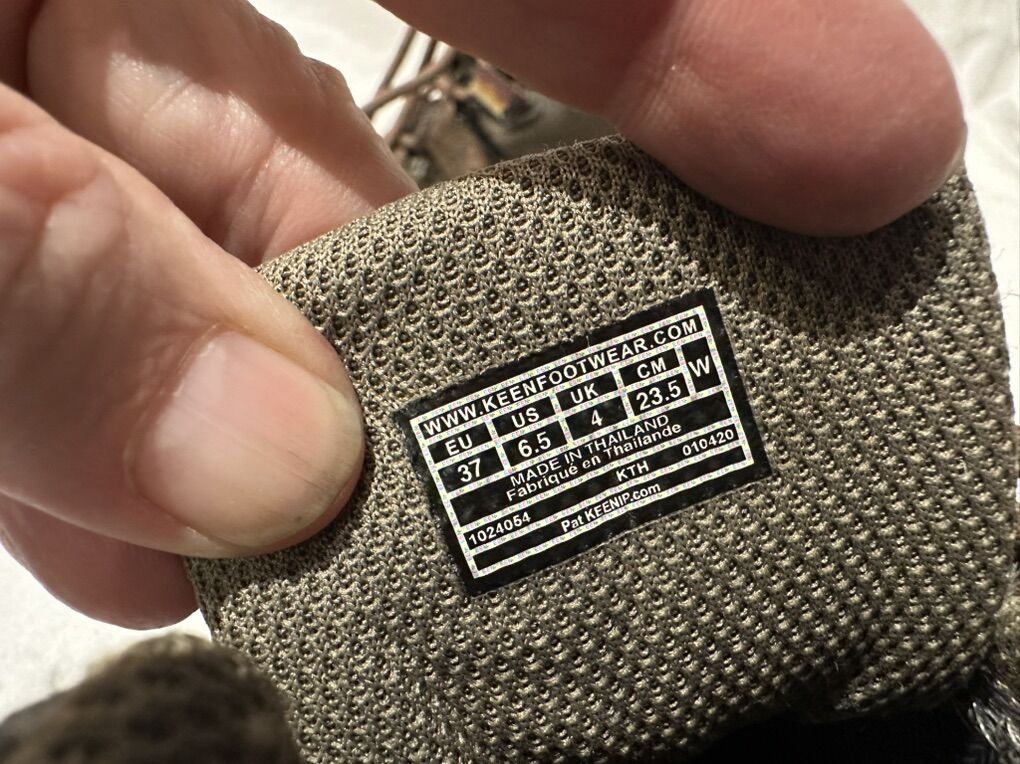 WWW.KEENFOOTWEAR.COM
EU US UK CM W
37 6.5 4 23.5
MADE IN THAILAND
Fabriqué en Thaïlande
KTH 010420
1024054 Pat KEENIP.com